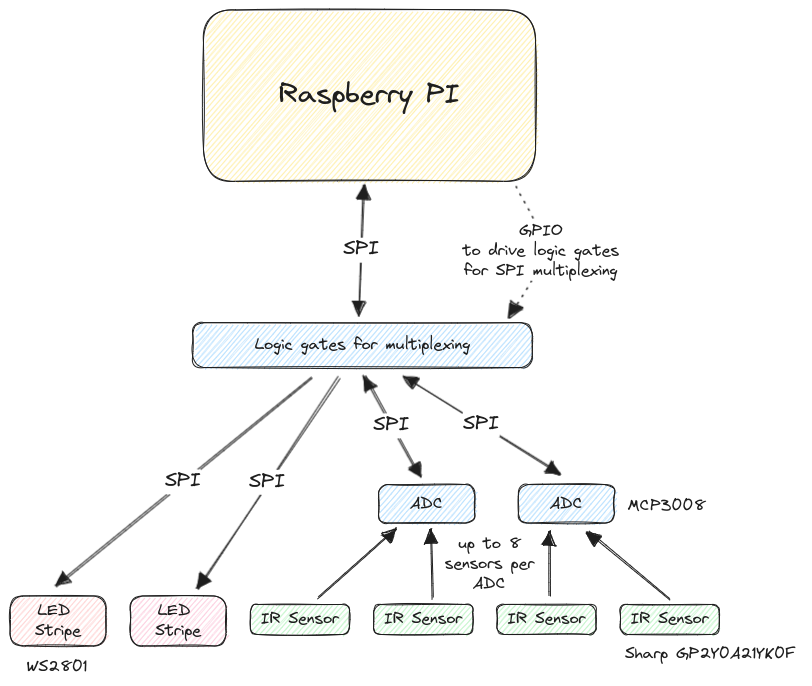 Raspberry PI
SPI
GPIO
to drive logic gates
for SPI multiplexing
Logic gates for multiplexing
SPI
SPI
SPI
SPI
ADC
ADC
MCP3008
up to 8
sensors per
ADC
LED
Stripe
LED
Stripe
IR Sensor
IR Sensor
IR Sensor
IR Sensor
WS2801
Sharp GP2Y0A21YK0F